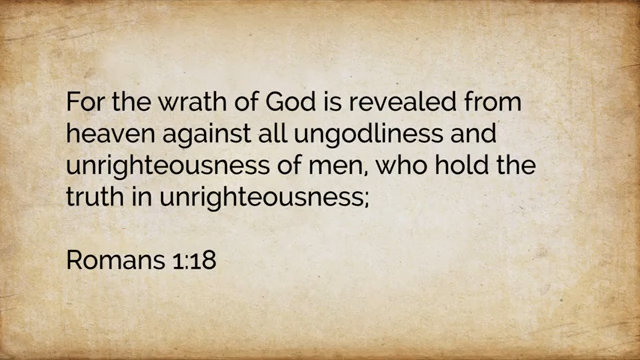 For the wrath of God is revealed from
heaven against all ungodliness and
unrighteousness of men, who hold the
truth in unrighteousness;
Romans 1:18